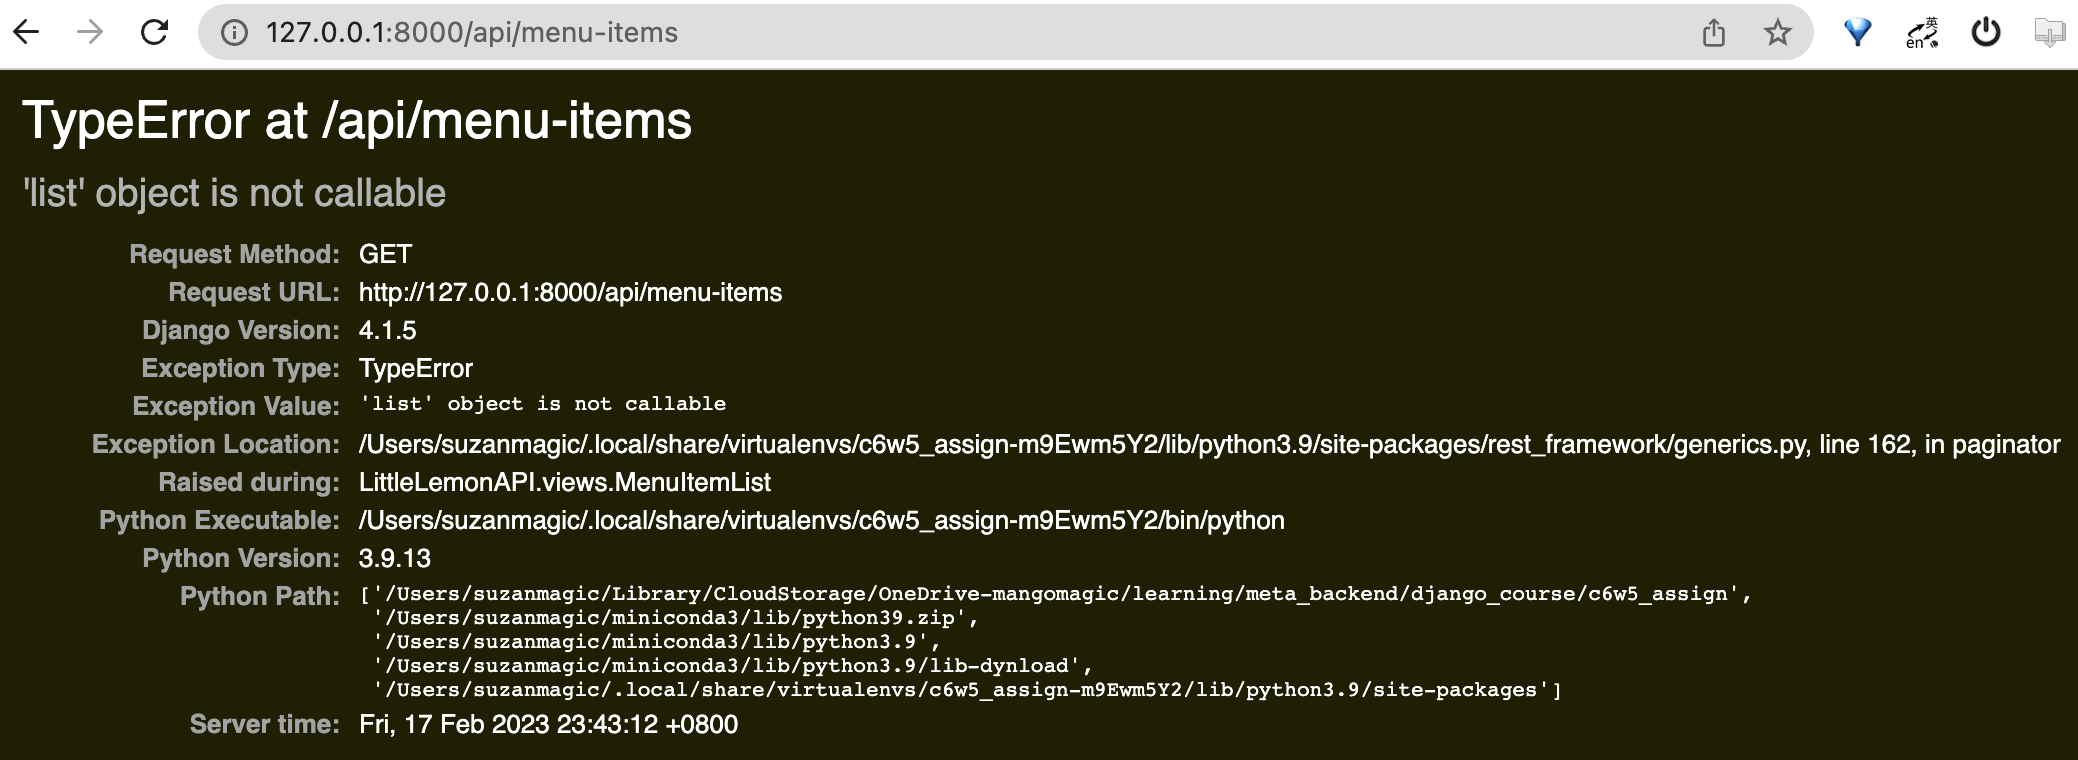 127.0.0.1:8000/api/menu-items
英
en
TypeError at /api/menu-items
'list' object is not callable
Request Method: GET
Request URL: http://127.0.0.1:8000/api/menu-items
Django Version: 4.1.5
Exception Type: TypeError
Exception Value: 'list' object is not callable
Exception Location: /Users/suzanmagic/.local/share/virtualenvs/c6w5_assign-m9Ewm5Y2/lib/python3.9/site-packages/rest_framework/generics.py, line 162, in paginator
Raised during: LittleLemonAPI.views.MenuItemList
Python Executable: /Users/suzanmagic/.local/share/virtualenvs/c6w5_assign-m9Ewm5Y2/bin/python
Python Version: 3.9.13
Python Path: ['/Users/suzanmagic/Library/CloudStorage/OneDrive-mangomagic/learning/meta_backend/django_course/c6w5_assign',
'/Users/suzanmagic/miniconda3/lib/python39.zip',
'/Users/suzanmagic/miniconda3/lib/python3.9',
'/Users/suzanmagic/miniconda3/lib/python3.9/lib-dynload',
'/Users/suzanmagic/.local/share/virtualenvs/c6w5_assign-m9Ewm5Y2/lib/python3.9/site-packages']
Server time: Fri, 17 Feb 2023 23:43:12 +0800